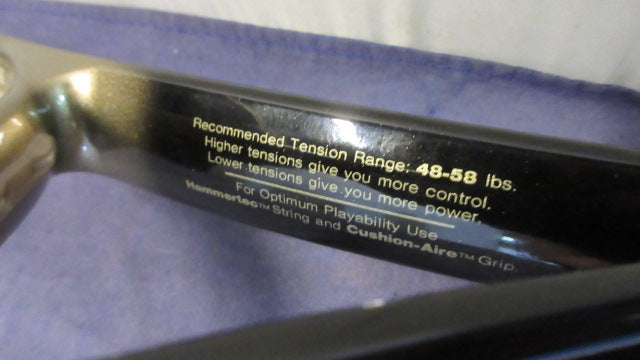 Recommended Tension Range: 48-58 lbs.
Higher tensions give you more control.
Lower tensions give you more power.
For Optimum Playability Use
Hammertec™ String and Cushion-Aire™ Grip.